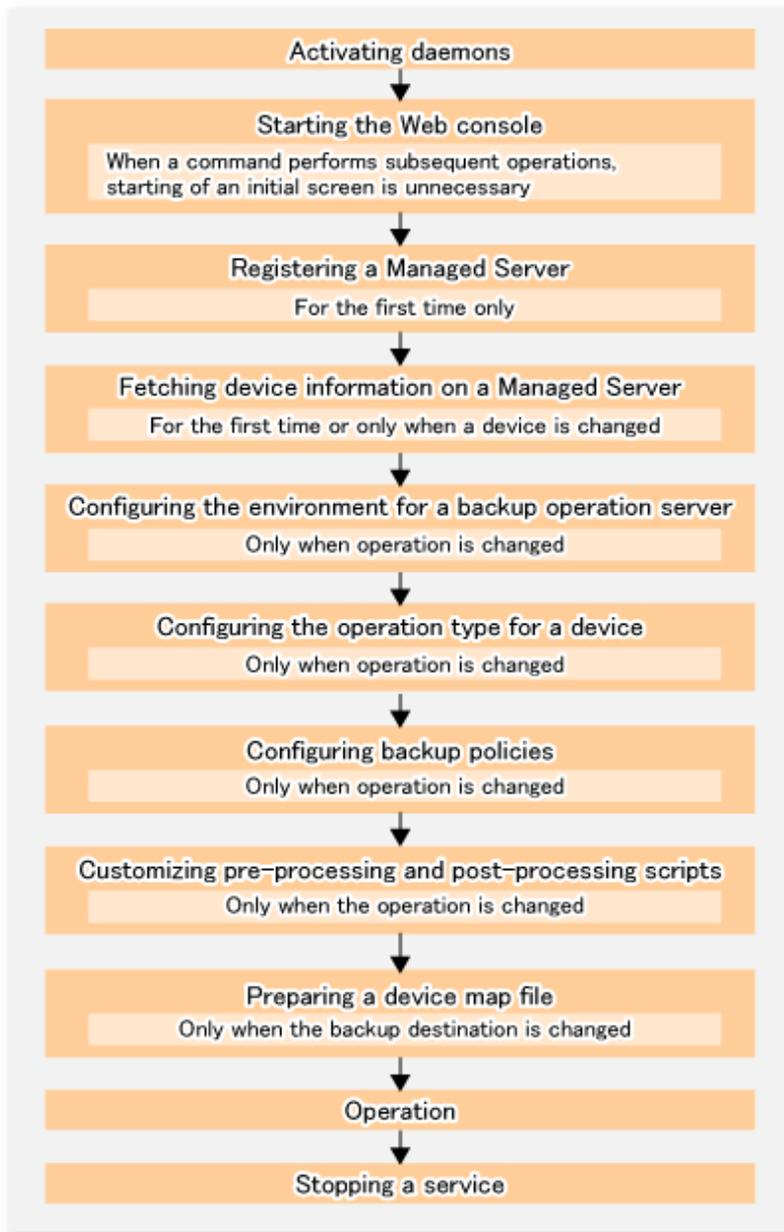 Activating daemons
Starting the Web console
When a command performs subsequent operations,
starting of an initial screen is unnecessary
Registering a Managed Server
For the first time only
Fetching device information on a Managed Server
For the first time or only when a device is changed
Configuring the environment for a backup operation server
Only when operation is changed
Configuring the operation type for a device
Only when operation is changed
Configuring backup policies
Only when operation is changed
Customizing pre-processing and post-processing scripts
Only when the operation is changed
Preparing a device map file
Only when the backup destination is changed
Operation
Stopping a service